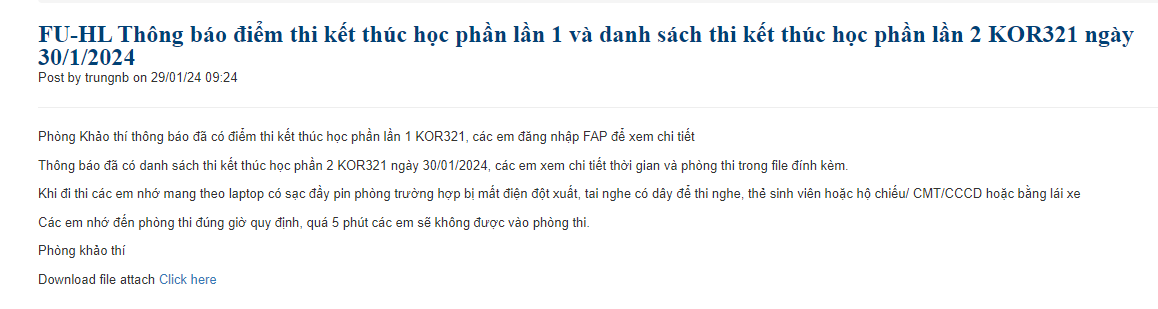 FU-HL Thông báo điểm thi kết thúc học phần lần 1 và danh sách thi kết thúc học phần lần 2 KOR321 ngày
30/1/2024
Post by trungnb on 29/01/24 09:24
Phòng Khảo thí thông báo đã có điểm thi kết thúc học phần lần 1 KOR321, các em đăng nhập FAP để xem chi tiết
Thông báo đã có danh sách thi kết thúc học phần 2 KOR321 ngày 30/01/2024, các em xem chi tiết thời gian và phòng thi trong file đính kèm.
Khi đi thi các em nhớ mang theo laptop có sạc đầy pin phòng trường hợp bị mất điện đột xuất, tai nghe có dây để thi nghe, thẻ sinh viên hoặc hộ chiếu/ CMT/CCCD hoặc bằng lái xe
Các em nhớ đến phòng thi đúng giờ quy định, quá 5 phút các em sẽ không được vào phòng thi.
Phòng khảo thí
Download file attach Click here